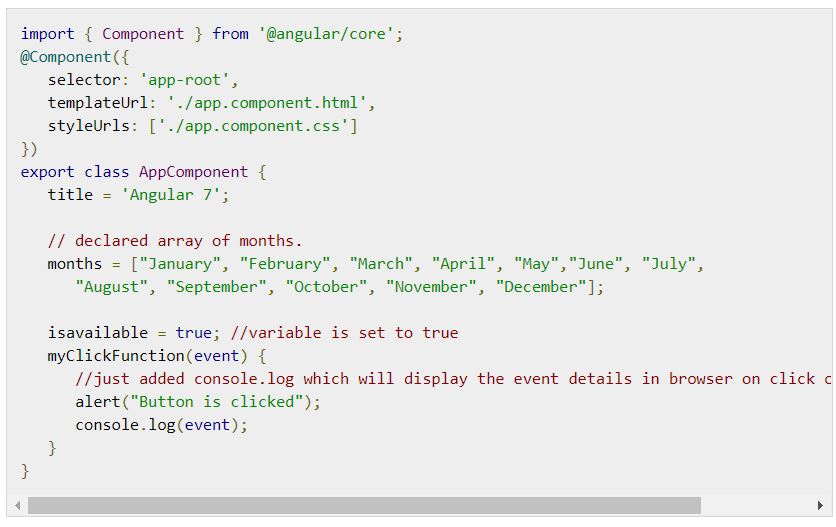 import { Component } from '@angular/core';
@Component({
   selector: 'app-root',
   templateUrl: './app.component.html',
   styleUrls: ['./app.component.css']
})
export class AppComponent {
   title = 'Angular 7';

   // declared array of months.
   months = ["January", "February", "March", "April", "May","June", "July",
      "August", "September", "October", "November", "December"];

   isavailable = true; //variable is set to true
   myClickFunction(event) {
      //just added console.log which will display the event details in browser on click
      alert("Button is clicked");
      console.log(event);
   }
}